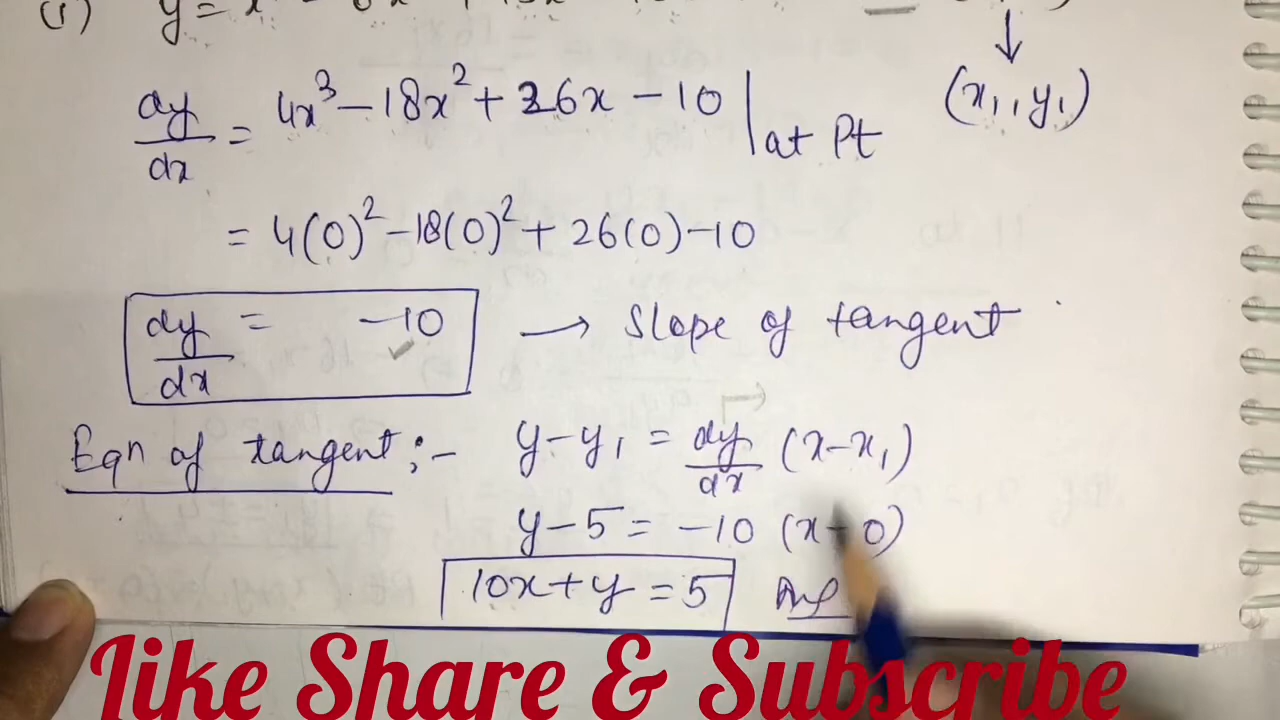 (i) y = x
(x₁, y₁)
dy/dx = 4x³ - 18x² + 26x - 10 | at Pt
= 4(0)² - 18(0)² + 26(0) - 10
dy/dx = -10 → Slope of tangent
Eqn of tangent :- y - y₁ = dy/dx (x - x₁)
y - 5 = -10 (x - 0)
10x + y = 5 Ans
Like Share & Subscribe